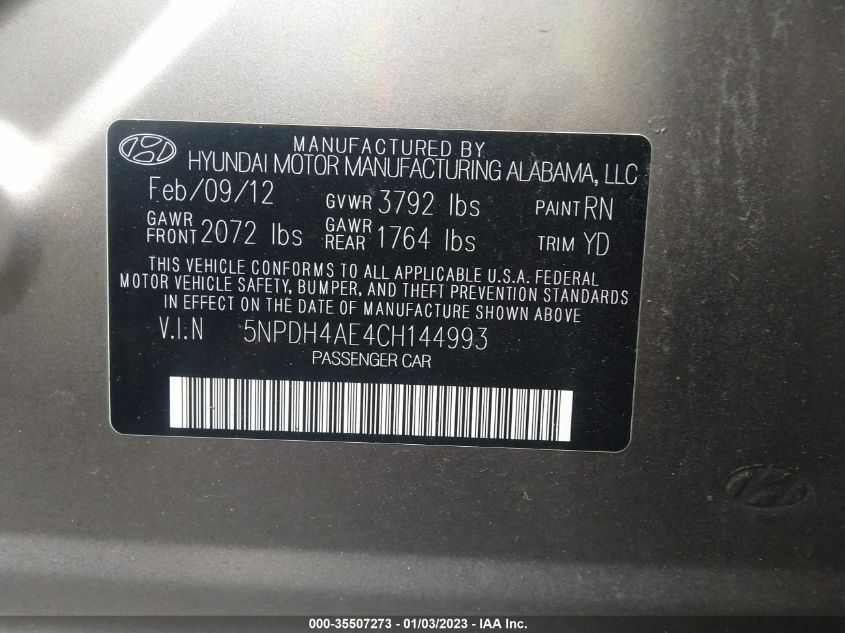 MANUFACTURED BY
HYUNDAI MOTOR MANUFACTURING ALABAMA, LLC
Feb/09/12 GVWR 3792 lbs PAINT RN
GAWR FRONT 2072 lbs GAWR REAR 1764 lbs TRIM YD
THIS VEHICLE CONFORMS TO ALL APPLICABLE U.S.A. FEDERAL
MOTOR VEHICLE SAFETY, BUMPER, AND THEFT PREVENTION STANDARDS
IN EFFECT ON THE DATE OF MANUFACTURE SHOWN ABOVE
V.I.N 5NPDH4AE4CH144993
PASSENGER CAR
000-35507273 - 01/03/2023 - IAA Inc.